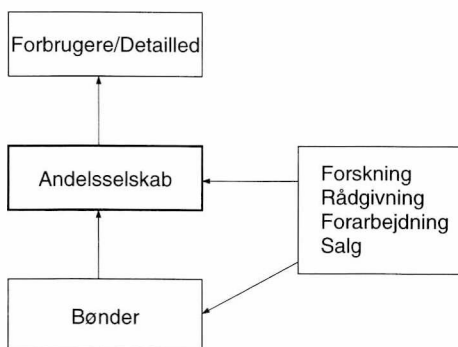 Forbrugere/Detailled
Andelsselskab
Forskning
Rådgivning
Forarbejdning
Salg
Bønder